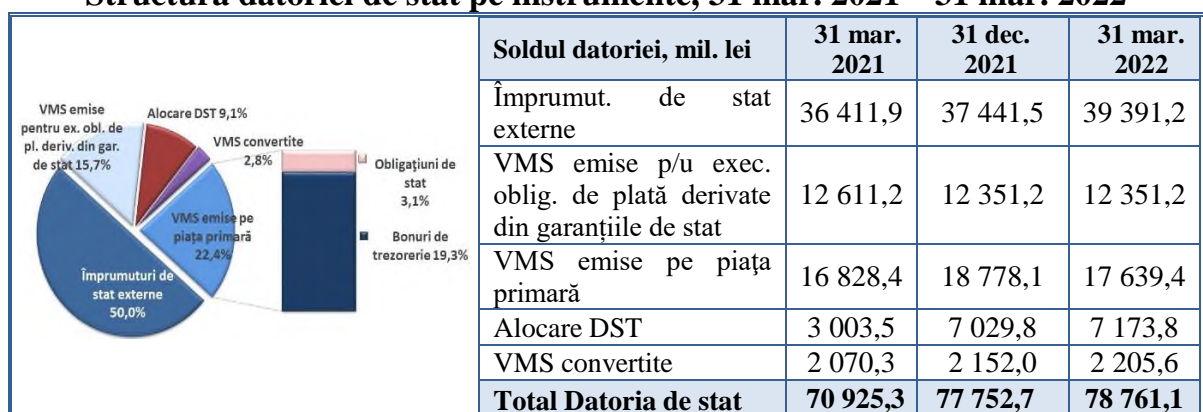 Structura datoriei de stat pe instrumente, 31 mar. 2021 – 31 mar. 2022
VMS emise
pentru ex. obl. de
pl. deriv. din gar.
de stat 15,7%
Alocare DST 9,1%
VMS convertite
2,8%
Obligațiuni de
stat
3,1%
VMS emise pe
piața primară
22,4%
Bonuri de
trezorerie 19,3%
Împrumuturi de
stat externe
50,0%
Soldul datoriei, mil. lei 31 mar. 2021 31 dec. 2021 31 mar. 2022
Împrumut. de stat
externe 36 411,9 37 441,5 39 391,2
VMS emise p/u exec.
oblig. de plată derivate
din garanțiile de stat 12 611,2 12 351,2 12 351,2
VMS emise pe piaţa
primară 16 828,4 18 778,1 17 639,4
Alocare DST 3 003,5 7 029,8 7 173,8
VMS convertite 2 070,3 2 152,0 2 205,6
Total Datoria de stat 70 925,3 77 752,7 78 761,1